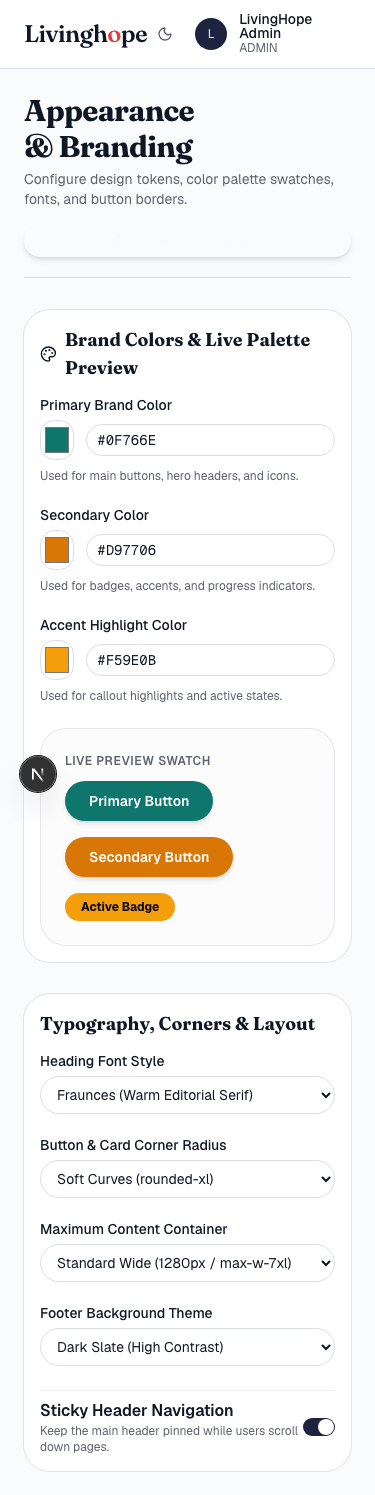 Livinghope
L
LivingHope
Admin
ADMIN
Appearance
& Branding
Configure design tokens, color palette swatches,
fonts, and button borders.
Brand Colors & Live Palette
Preview
Primary Brand Color
#0F766E
Used for main buttons, hero headers, and icons.
Secondary Color
#D97706
Used for badges, accents, and progress indicators.
Accent Highlight Color
#F59E0B
Used for callout highlights and active states.
N
LIVE PREVIEW SWATCH
Primary Button
Secondary Button
Active Badge
Typography, Corners & Layout
Heading Font Style
Fraunces (Warm Editorial Serif)
Button & Card Corner Radius
Soft Curves (rounded-xl)
Maximum Content Container
Standard Wide (1280px / max-w-7xl)
Footer Background Theme
Dark Slate (High Contrast)
Sticky Header Navigation
Keep the main header pinned while users scroll
down pages.